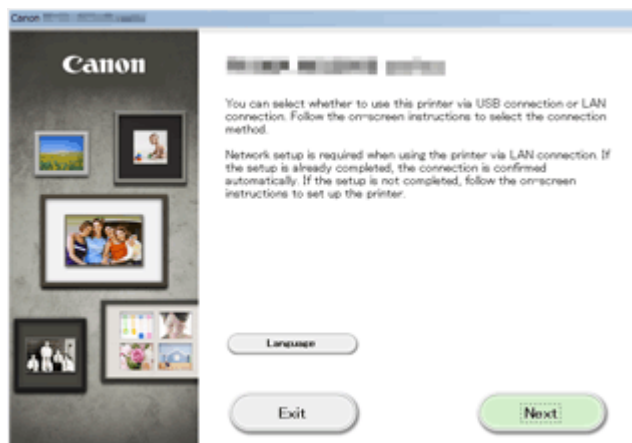 Canon
Canon
series
You can select whether to use this printer via USB connection or LAN
connection. Follow the on-screen instructions to select the connection
method.
Network setup is required when using the printer via LAN connection. If
the setup is already completed, the connection is confirmed
automatically. If the setup is not completed, follow the on-screen
instructions to set up the printer.
Language
Exit
Next